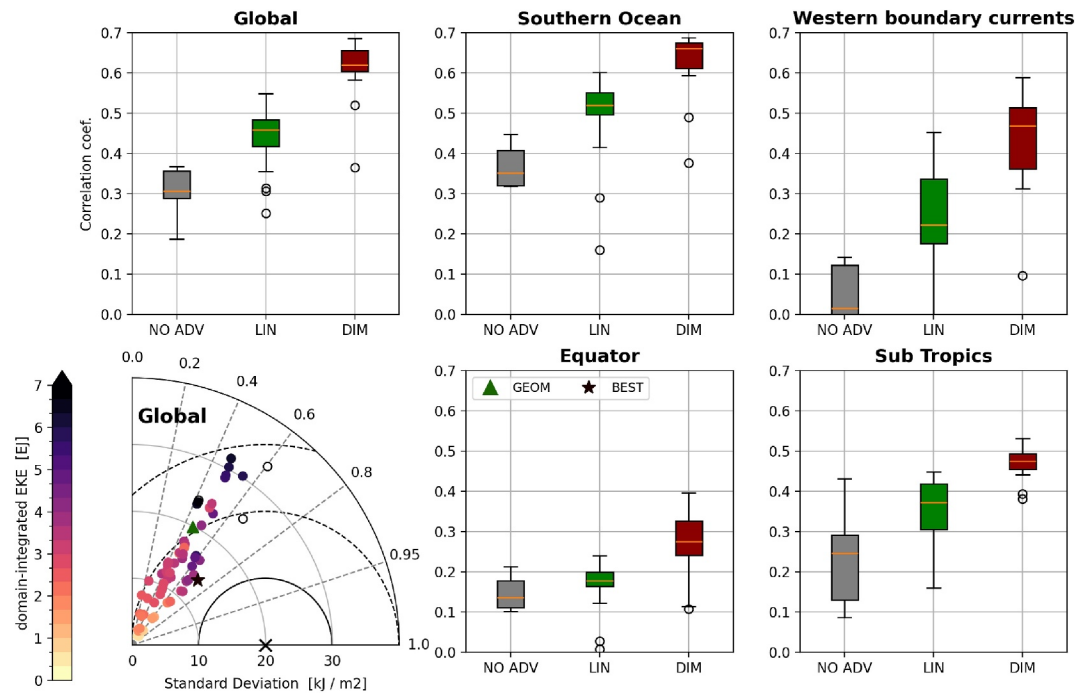 Global
Southern Ocean
Western boundary currents
Correlation coef.
0.7
0.6
0.5
0.4
0.3
0.2
0.1
0.0
NO ADV
LIN
DIM
0.7
0.6
0.5
0.4
0.3
0.2
0.1
0.0
NO ADV
LIN
DIM
0.7
0.6
0.5
0.4
0.3
0.2
0.1
0.0
NO ADV
LIN
DIM
domain-integrated EKE [EJ]
7
6
5
4
3
2
1
0
Global
0.0
0.2
0.4
0.6
0.8
0.95
1.0
0
10
20
30
Standard Deviation [kJ / m2]
Equator
GEOM
BEST
0.7
0.6
0.5
0.4
0.3
0.2
0.1
0.0
NO ADV
LIN
DIM
Sub Tropics
0.7
0.6
0.5
0.4
0.3
0.2
0.1
0.0
NO ADV
LIN
DIM